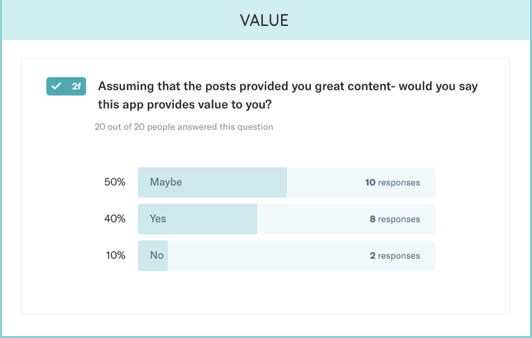 VALUE
2f
Assuming that the posts provided you great content- would you say
this app provides value to you?
20 out of 20 people answered this question
50% Maybe 10 responses
40% Yes 8 responses
10% No 2 responses